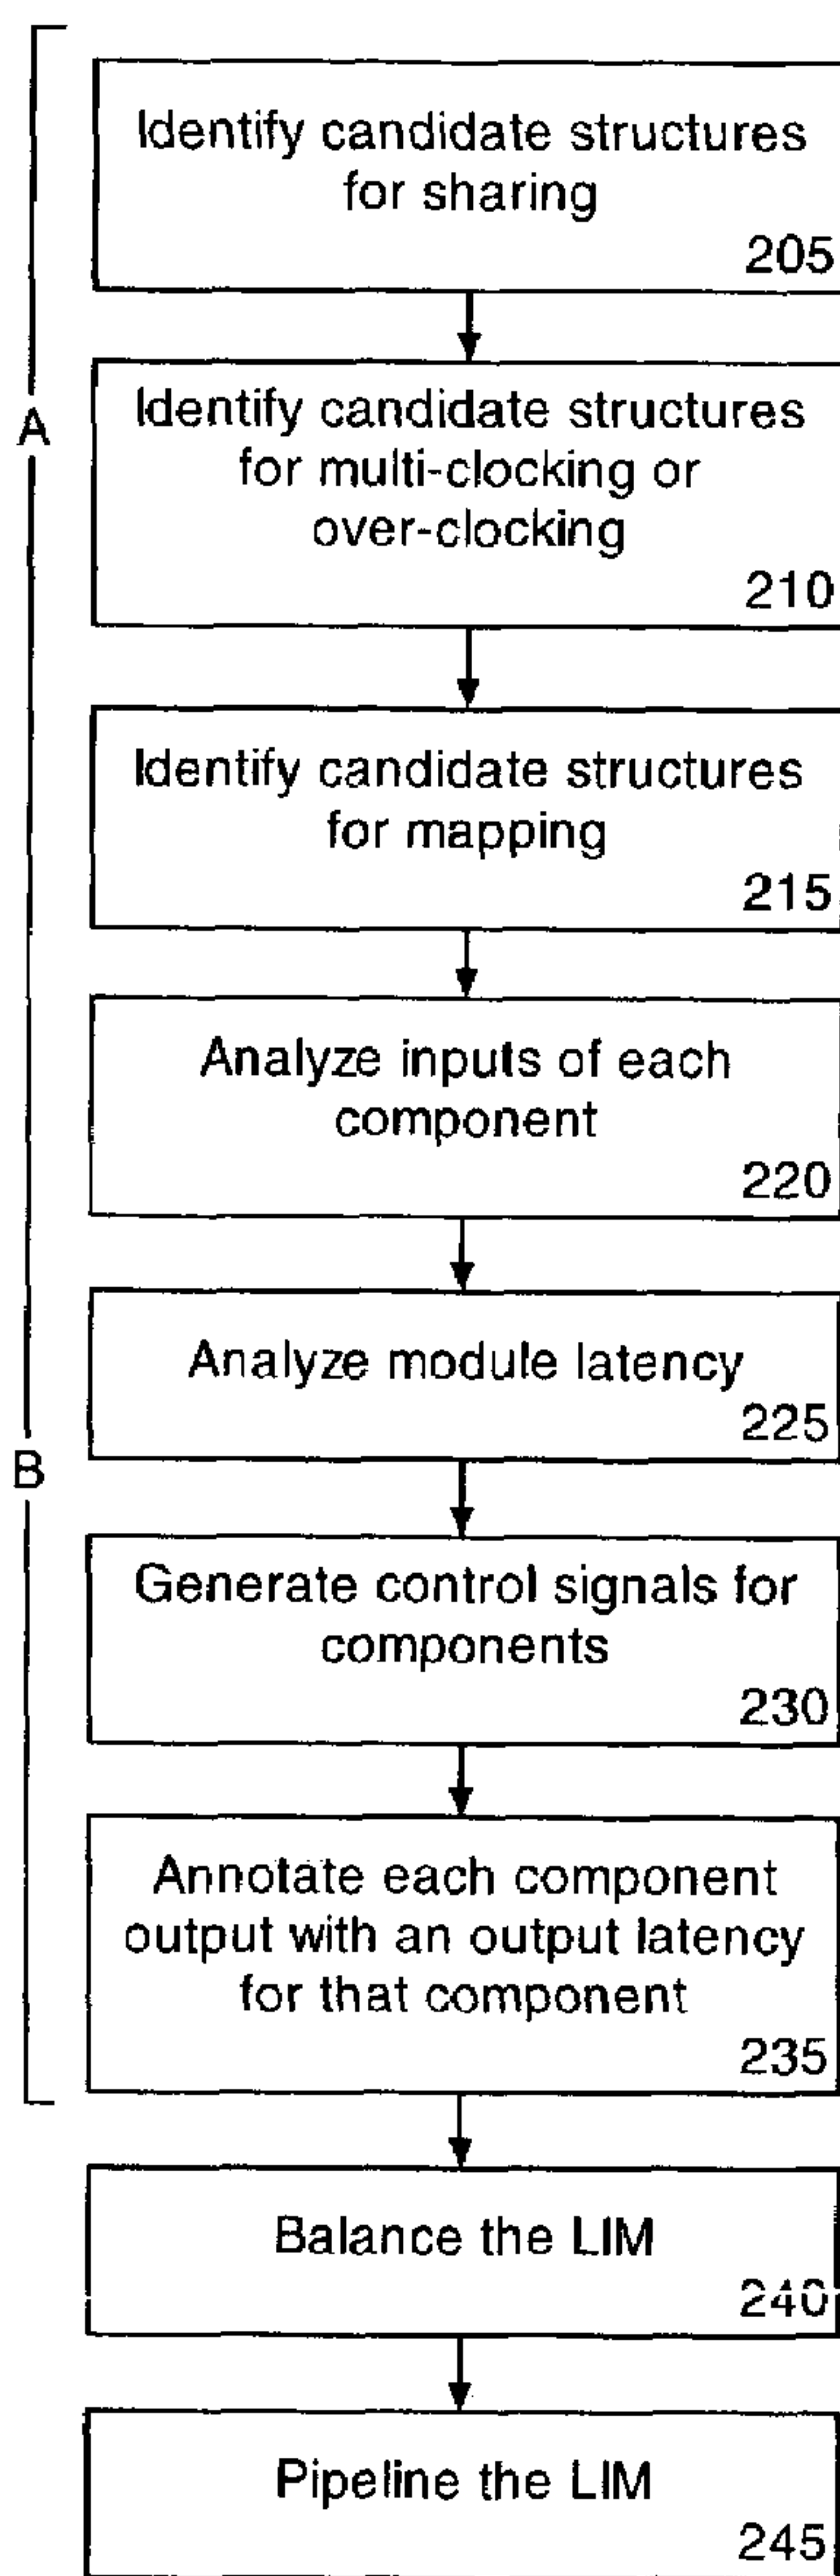 Identify candidate structures
for sharing
205
A
Identify candidate structures
for multi-clocking or
over-clocking
210
Identify candidate structures
for mapping
215
Analyze inputs of each
component
220
Analyze module latency
225
B
Generate control signals for
components
230
Annotate each component
output with an output latency
for that component
235
Balance the LIM
240
Pipeline the LIM
245